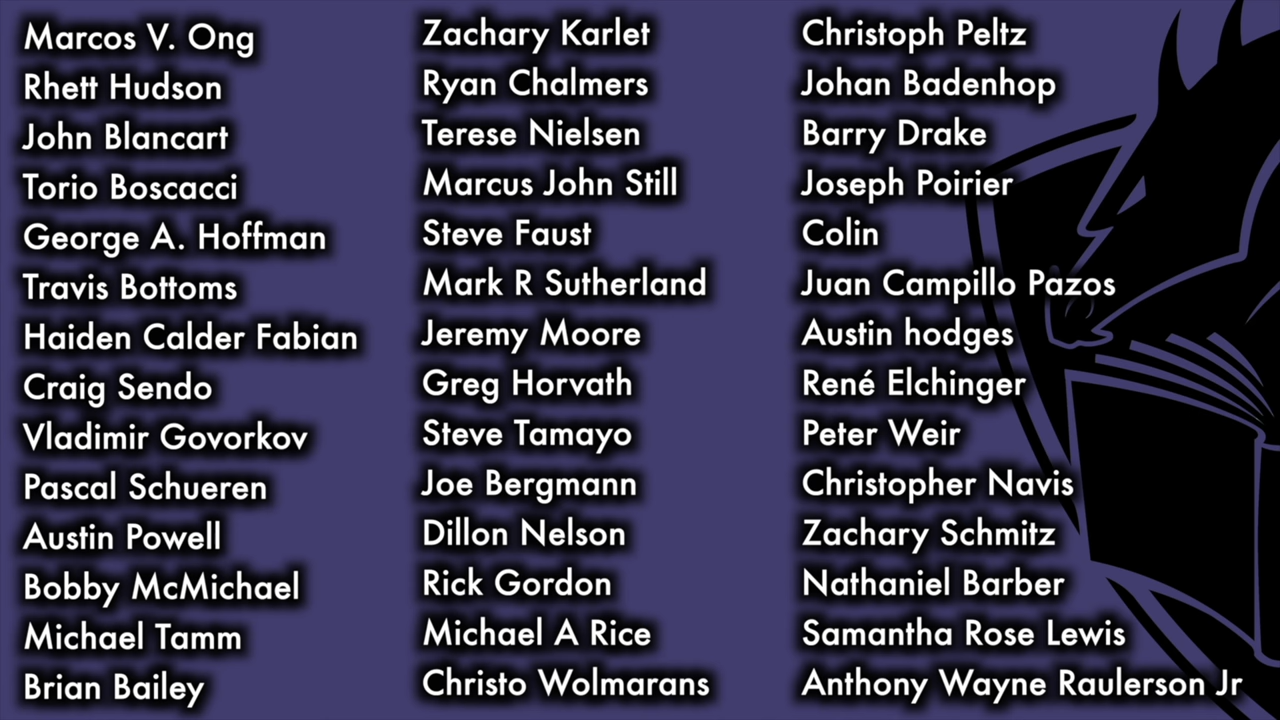 Marcos V. Ong
Rhett Hudson
John Blancart
Torio Boscacci
George A. Hoffman
Travis Bottoms
Haiden Calder Fabian
Craig Sendo
Vladimir Govorkov
Pascal Schueren
Austin Powell
Bobby McMichael
Michael Tamm
Brian Bailey
Zachary Karlet
Ryan Chalmers
Terese Nielsen
Marcus John Still
Steve Faust
Mark R Sutherland
Jeremy Moore
Greg Horvath
Steve Tamayo
Joe Bergmann
Dillon Nelson
Rick Gordon
Michael A Rice
Christo Wolmarans
Christoph Peltz
Johan Badenhop
Barry Drake
Joseph Poirier
Colin
Juan Campillo Pazos
Austin hodges
René Elchinger
Peter Weir
Christopher Navis
Zachary Schmitz
Nathaniel Barber
Samantha Rose Lewis
Anthony Wayne Raulerson Jr